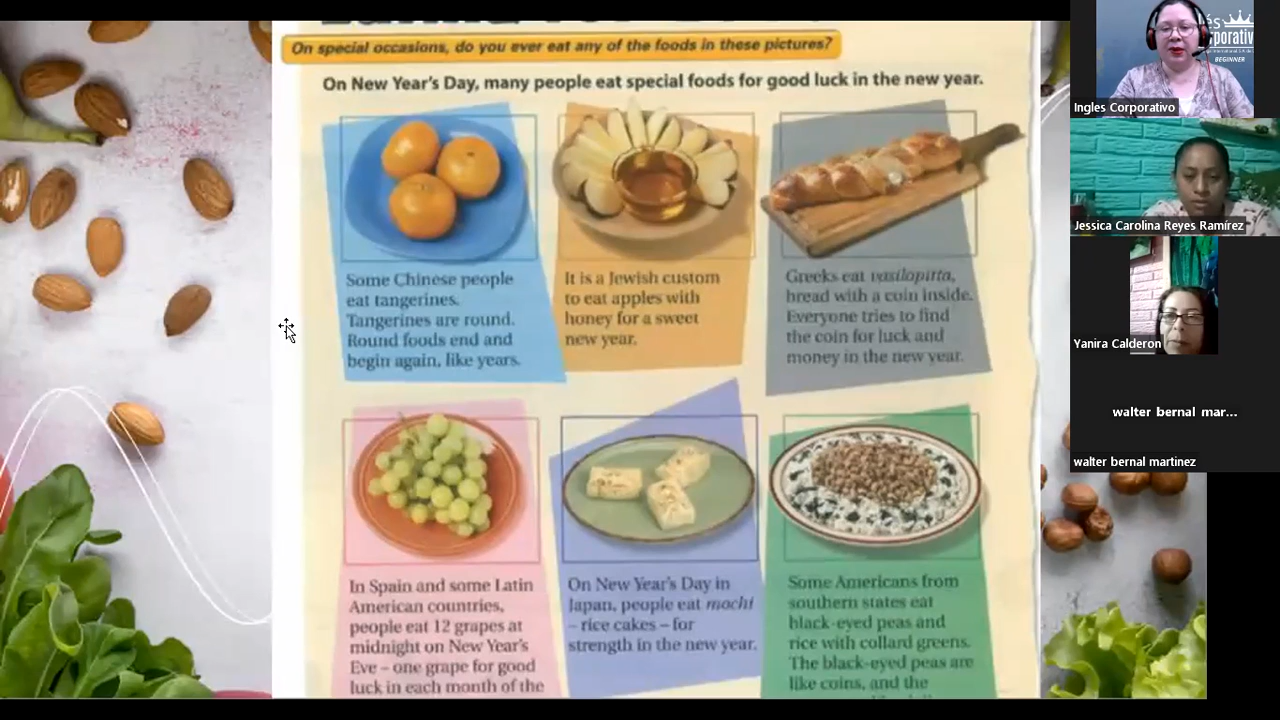 On special occasions, do you ever eat any of the foods in these pictures?
On New Year's Day, many people eat special foods for good luck in the new year.
Some Chinese people
eat tangerines.
Tangerines are round.
Round foods end and
begin again, like years.
It is a Jewish custom
to eat apples with
honey for a sweet
new year.
Greeks eat vasilopitta,
bread with a coin inside.
Everyone tries to find
the coin for luck and
money in the new year.
In Spain and some Latin
American countries,
people eat 12 grapes at
midnight on New Year's
Eve – one grape for good
luck in each month of the
On New Year's Day in
Japan, people eat mochi
– rice cakes – for
strength in the new year.
Some Americans from
southern states eat
black-eyed peas and
rice with collard greens.
The black-eyed peas are
like coins, and the
BEGINNER
Ingles Corporativo
Jessica Carolina Reyes Ramírez
Yanira Calderon
walter bernal mar...
walter bernal martinez